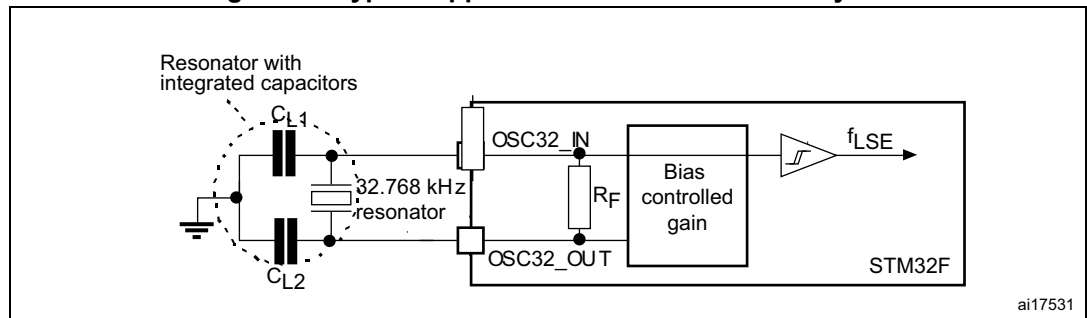 Resonator with
integrated capacitors
CL1
OSC32_IN
fLSE
Bias
controlled
gain
RF
32.768 kHz
resonator
OSC32_OUT
CL2
STM32F
ai17531